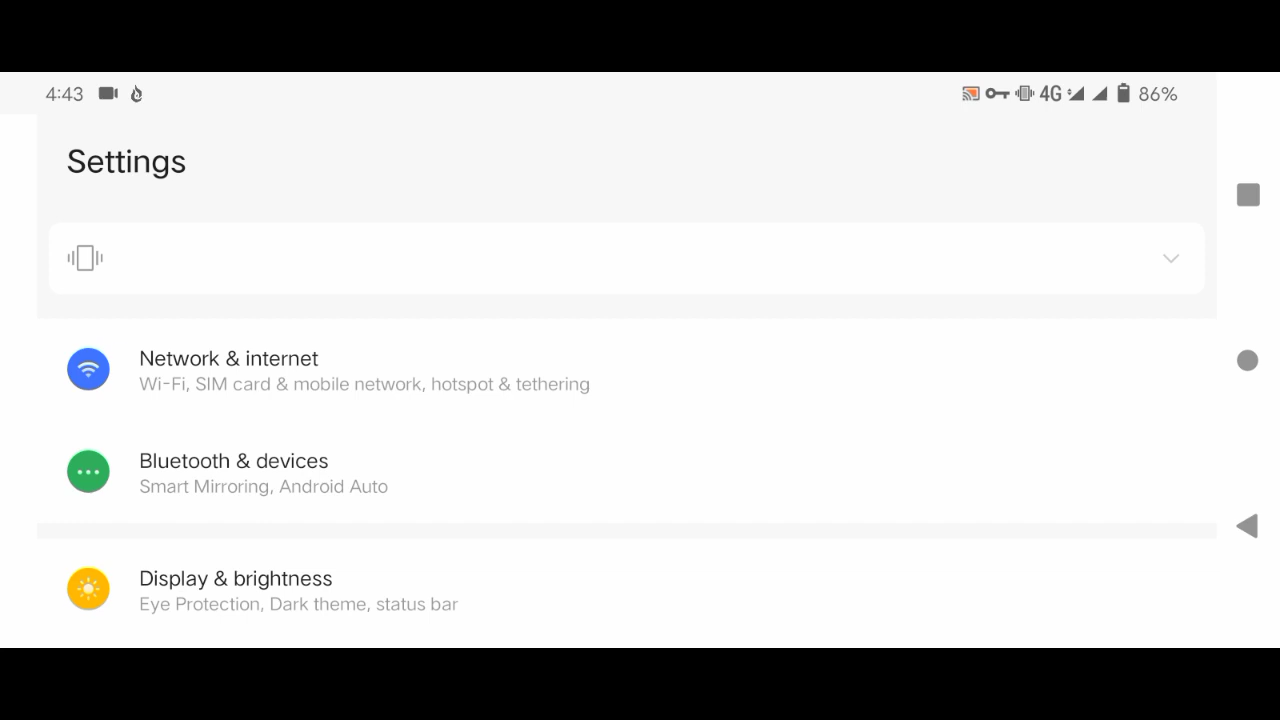 4:43 4G 86%
Settings
Network & internet
Wi-Fi, SIM card & mobile network, hotspot & tethering
Bluetooth & devices
Smart Mirroring, Android Auto
Display & brightness
Eye Protection, Dark theme, status bar